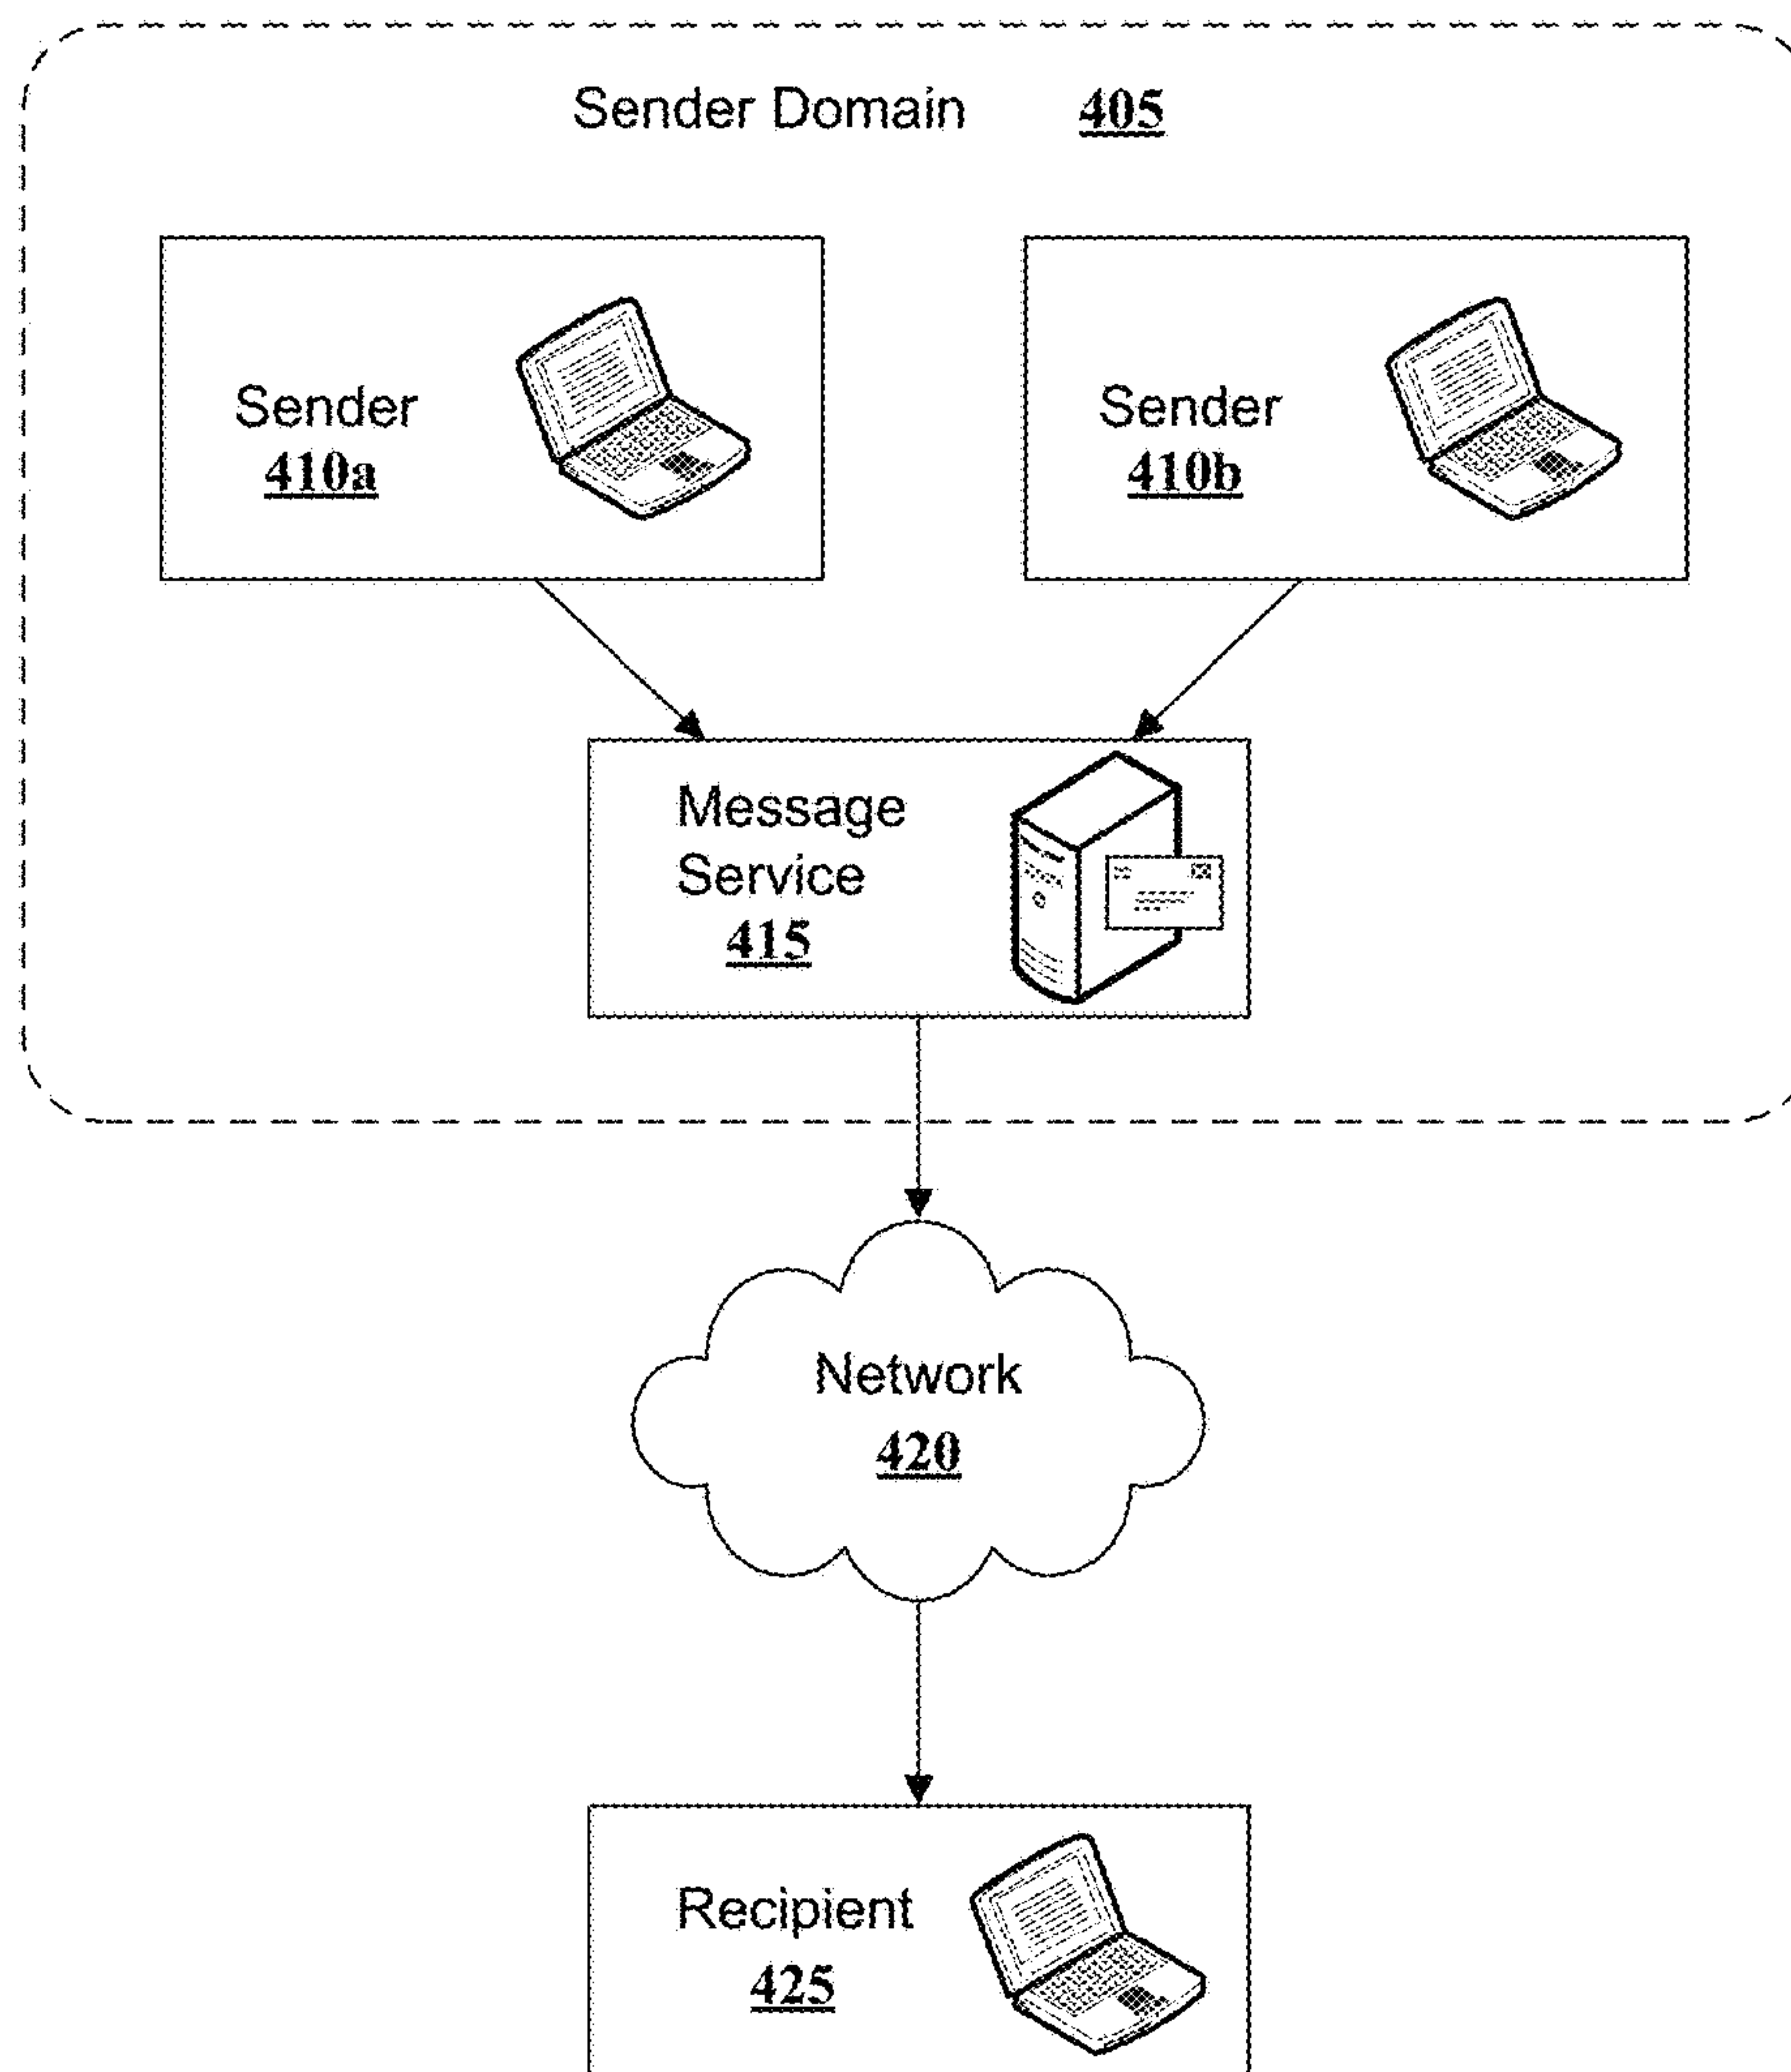 Sender Domain 405
Sender
410a
Sender
410b
Message
Service
415
Network
420
Recipient
425